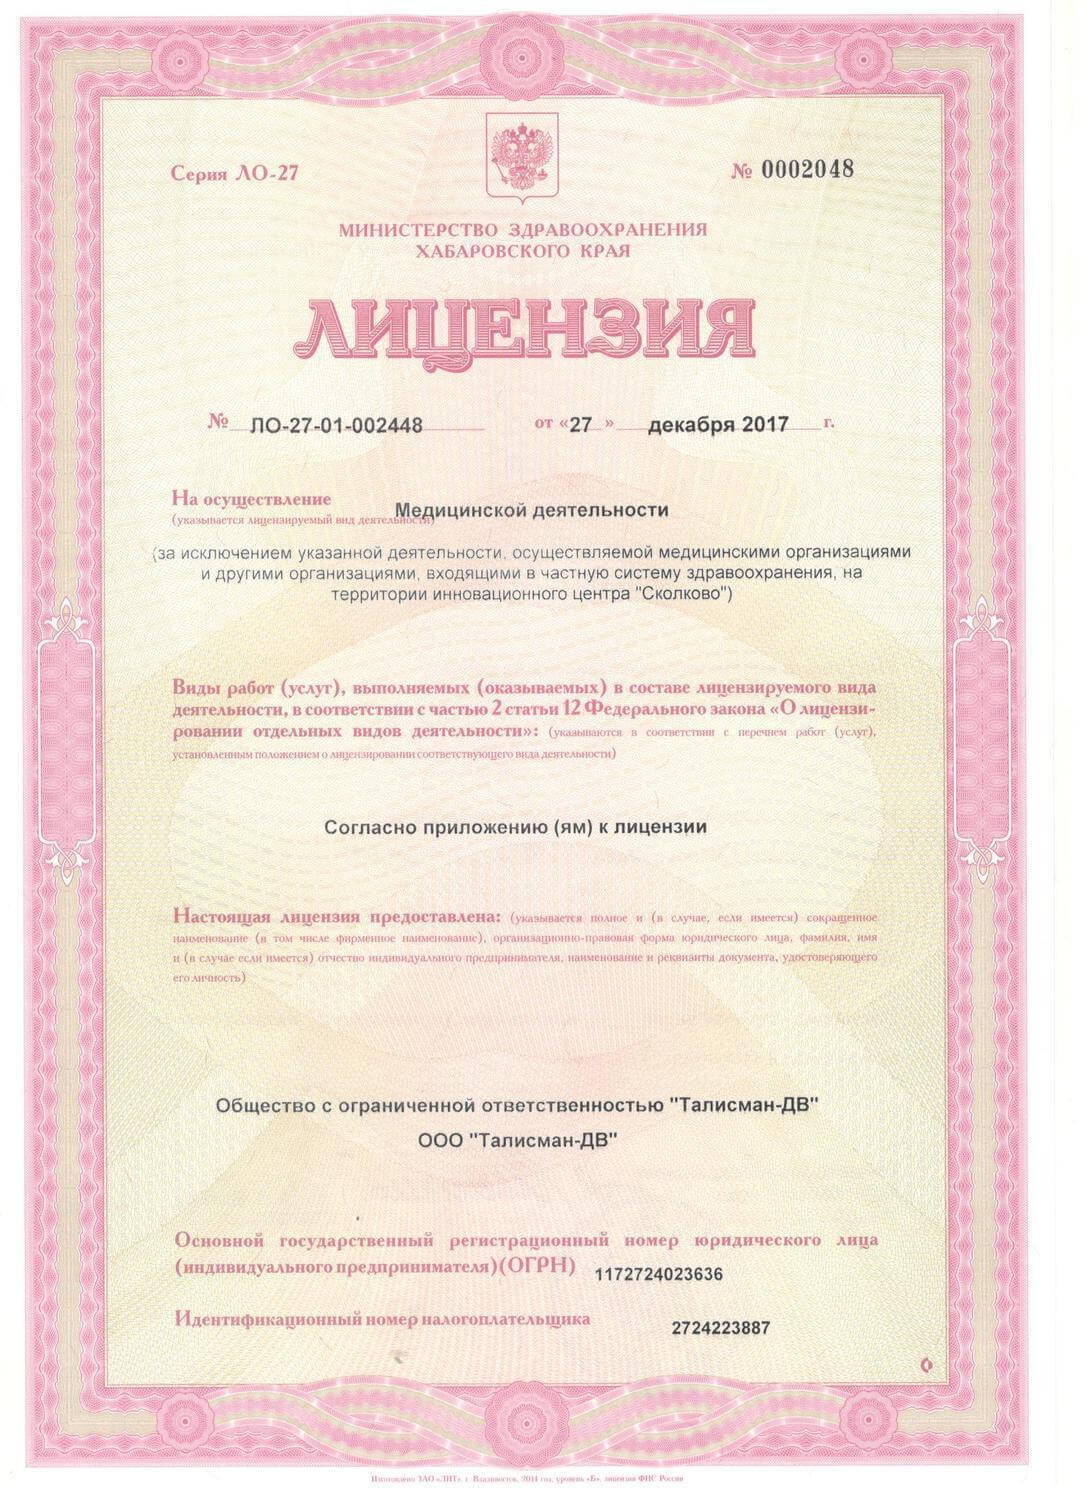 Серия ЛО-27
№ 0002048
МИНИСТЕРСТВО ЗДРАВООХРАНЕНИЯ
ХАБАРОВСКОГО КРАЯ
ЛИЦЕНЗИЯ
№ ЛО-27-01-002448 от «27 » декабря 2017 г.
На осуществление Медицинской деятельности
(указывается лицензируемый вид деятельности)
(за исключением указанной деятельности, осуществляемой медицинскими организациями
и другими организациями, входящими в частную систему здравоохранения, на
территории инновационного центра "Сколково")
Виды работ (услуг), выполняемых (оказываемых) в составе лицензируемого вида
деятельности, в соответствии с частью 2 статьи 12 Федерального закона «О лицензи-
ровании отдельных видов деятельности»: (указываются в соответствии с перечнем работ (услуг),
установленным положением о лицензировании соответствующего вида деятельности)
Согласно приложению (ям) к лицензии
Настоящая лицензия предоставлена: (указывается полное и (в случае, если имеется) сокращенное
наименование (в том числе фирменное наименование), организационно-правовая форма юридического лица, фамилия, имя
и (в случае если имеется) отчество индивидуального предпринимателя, наименование и реквизиты документа, удостоверяющего
его личность)
Общество с ограниченной ответственностью "Талисман-ДВ"
ООО "Талисман-ДВ"
Основной государственный регистрационный номер юридического лица
(индивидуального предпринимателя)(ОГРН) 1172724023636
Идентификационный номер налогоплательщика 2724223887
Изготовлено ЗАО «ЛИТ», г. Владивосток, 2014 год, уровень «Б», лицензия ФНС России